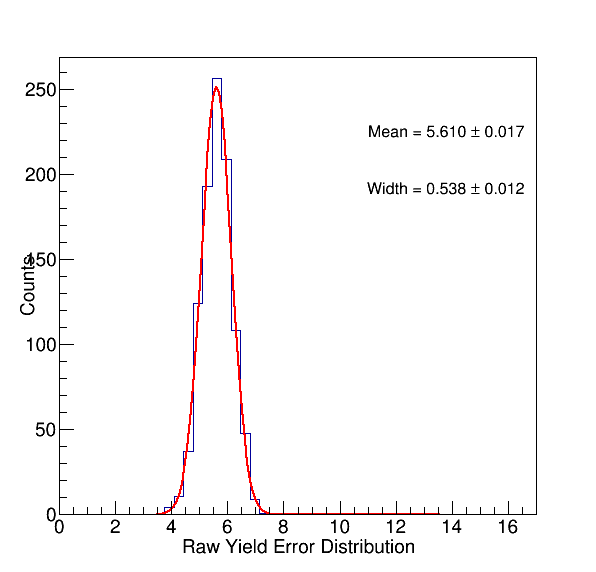 250
Mean = 5.610 ± 0.017
200
Width = 0.538 ± 0.012
150
Counts
100
50
0
0 2 4 6 8 10 12 14 16
Raw Yield Error Distribution